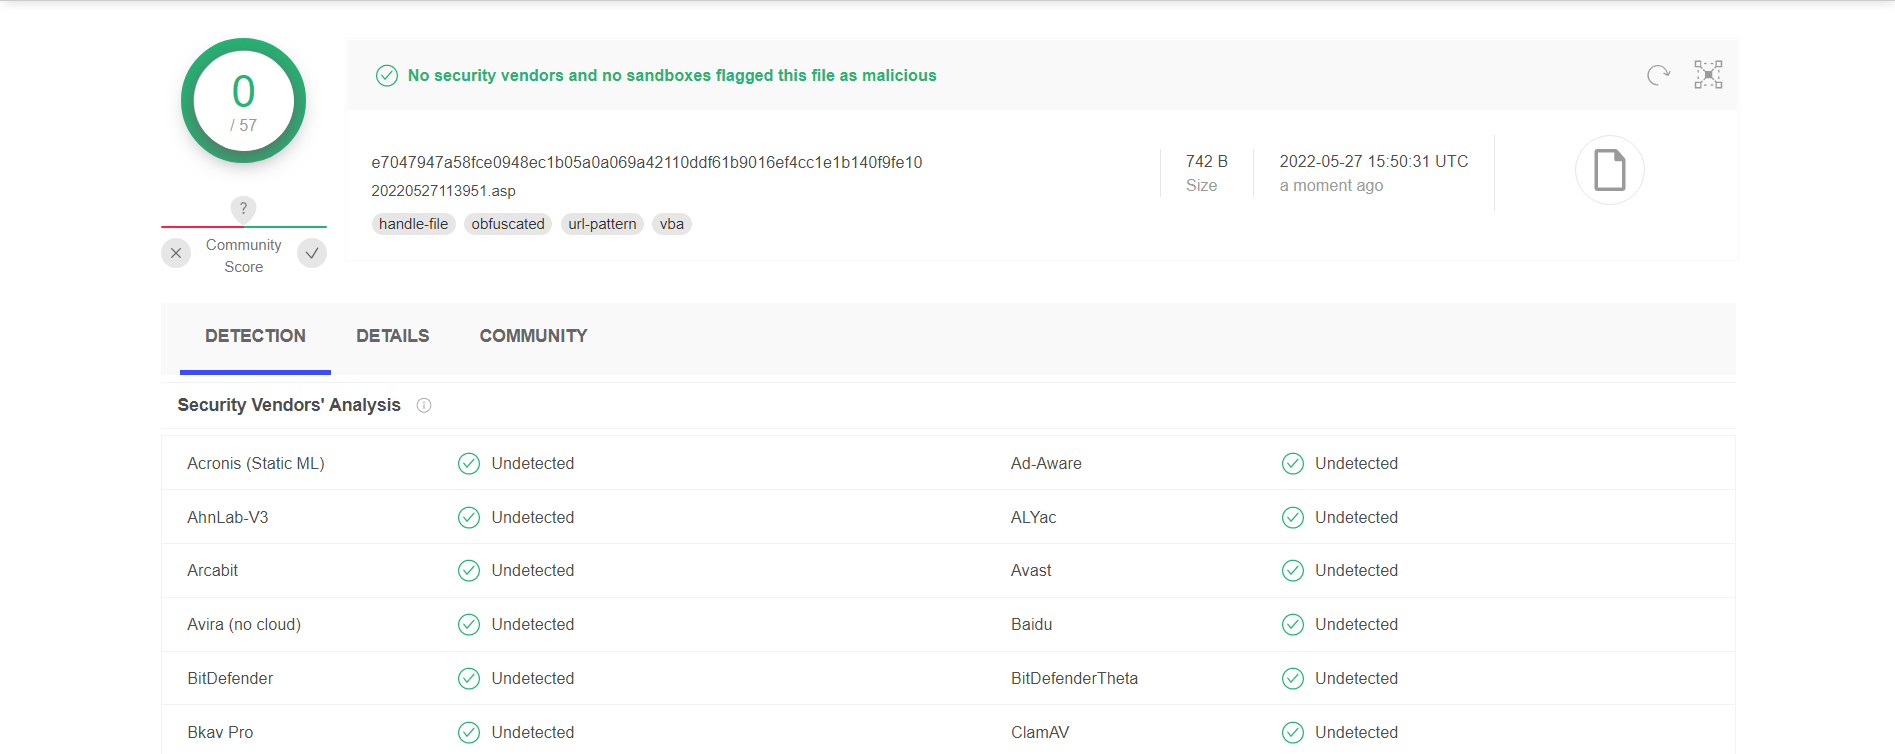 0
/ 57
?
Community
Score
No security vendors and no sandboxes flagged this file as malicious
e7047947a58fce0948ec1b05a0a069a42110ddf61b9016ef4cc1e1b140f9fe10
20220527113951.asp
handle-file obfuscated url-pattern vba
742 B
Size
2022-05-27 15:50:31 UTC
a moment ago
DETECTION DETAILS COMMUNITY
Security Vendors' Analysis
Acronis (Static ML) Undetected Ad-Aware Undetected
AhnLab-V3 Undetected ALYac Undetected
Arcabit Undetected Avast Undetected
Avira (no cloud) Undetected Baidu Undetected
BitDefender Undetected BitDefenderTheta Undetected
Bkav Pro Undetected ClamAV Undetected